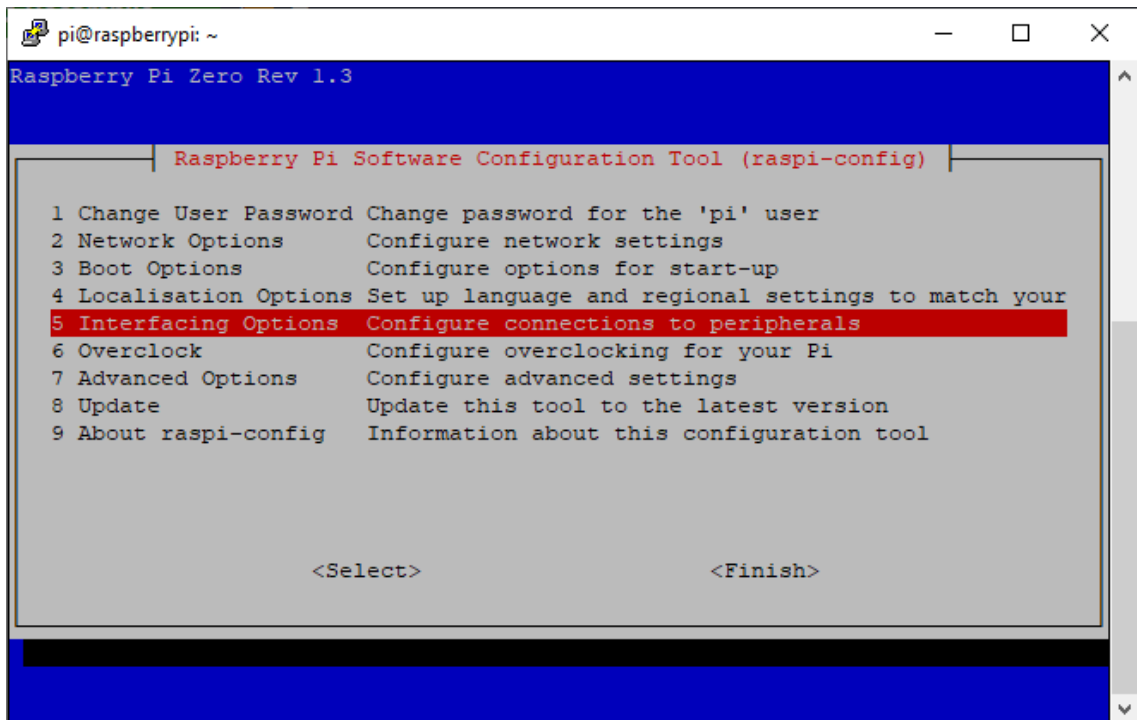 pi@raspberrypi: ~
Raspberry Pi Zero Rev 1.3
Raspberry Pi Software Configuration Tool (raspi-config)
1 Change User Password Change password for the 'pi' user
2 Network Options Configure network settings
3 Boot Options Configure options for start-up
4 Localisation Options Set up language and regional settings to match your
5 Interfacing Options Configure connections to peripherals
6 Overclock Configure overclocking for your Pi
7 Advanced Options Configure advanced settings
8 Update Update this tool to the latest version
9 About raspi-config Information about this configuration tool
<Select> <Finish>